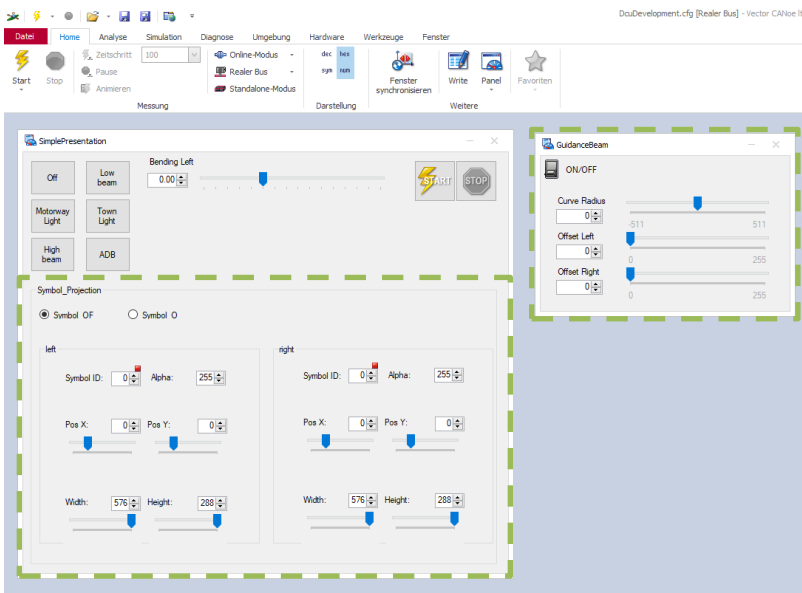 DcuDevelopment.cfg [Realer Bus] - Vector CANoe
Datei Home Analyse Simulation Diagnose Umgebung Hardware Werkzeuge Fenster
Start
Stop
Zeitschritt 100
Pause
Animieren
Online-Modus
Realer Bus
Standalone-Modus
Messung
dec hex
sym num
Darstellung
Fenster
synchronisieren
Write
Panel
Favoriten
Weitere
SimplePresentation
Off
Low
beam
Motorway
Light
Town
Light
High
beam
ADB
Bending Left
0.00
START
STOP
Symbol_Projection
Symbol OF
Symbol O
left
Symbol ID: 0 Alpha: 255
Pos X: 0 Pos Y: 0
Width: 576 Height: 288
right
Symbol ID: 0 Alpha: 255
Pos X: 0 Pos Y: 0
Width: 576 Height: 288
GuidanceBeam
ON/OFF
Curve Radius
0
-511 511
Offset Left
0
0 255
Offset Right
0
0 255